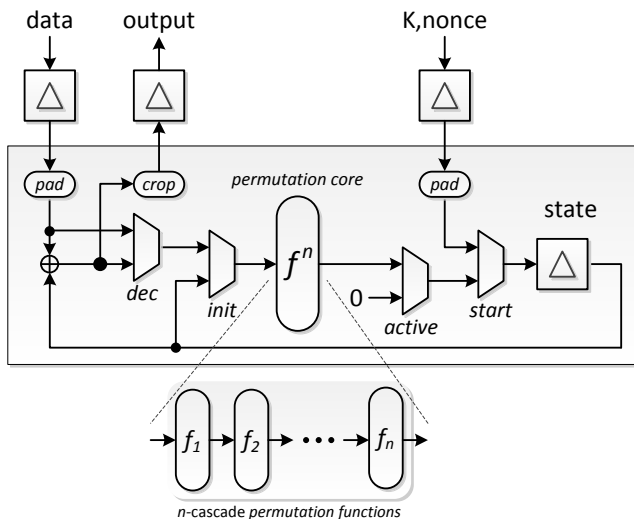 data output K,nonce
△ △ △
pad crop pad
permutation core
state
fⁿ
△
dec init 0 active start
f₁ f₂ ••• fₙ
n-cascade permutation functions